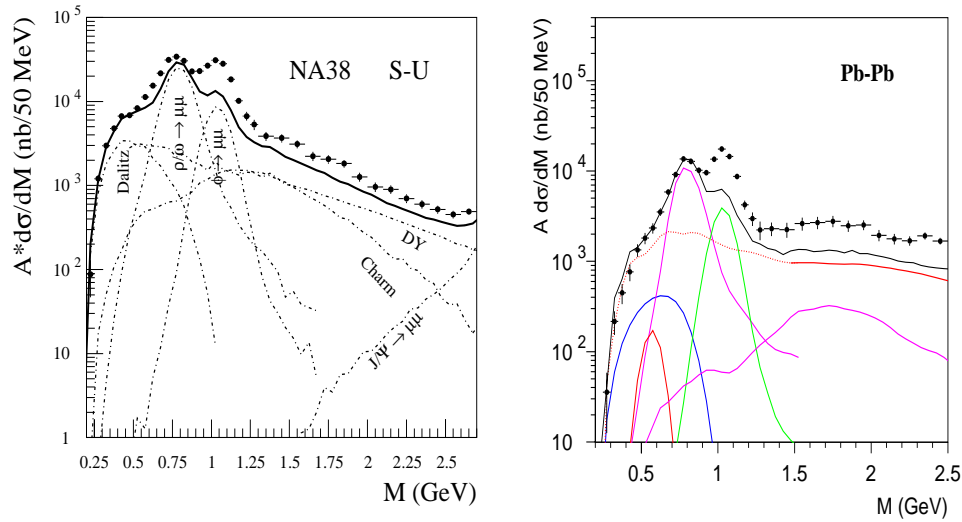 A*dσ/dM (nb/50 MeV)
10^5
10^4
10^3
10^2
10
1
NA38 S-U
Dalitz
ρ/ω → μμ
φ → μμ
DY
Charm
J/Ψ → μμ
0.25 0.5 0.75 1 1.25 1.5 1.75 2 2.25 2.5
M (GeV)
A dσ/dM (nb/50 MeV)
10^5
10^4
10^3
10^2
10
Pb-Pb
0.5 1 1.5 2 2.5
M (GeV)